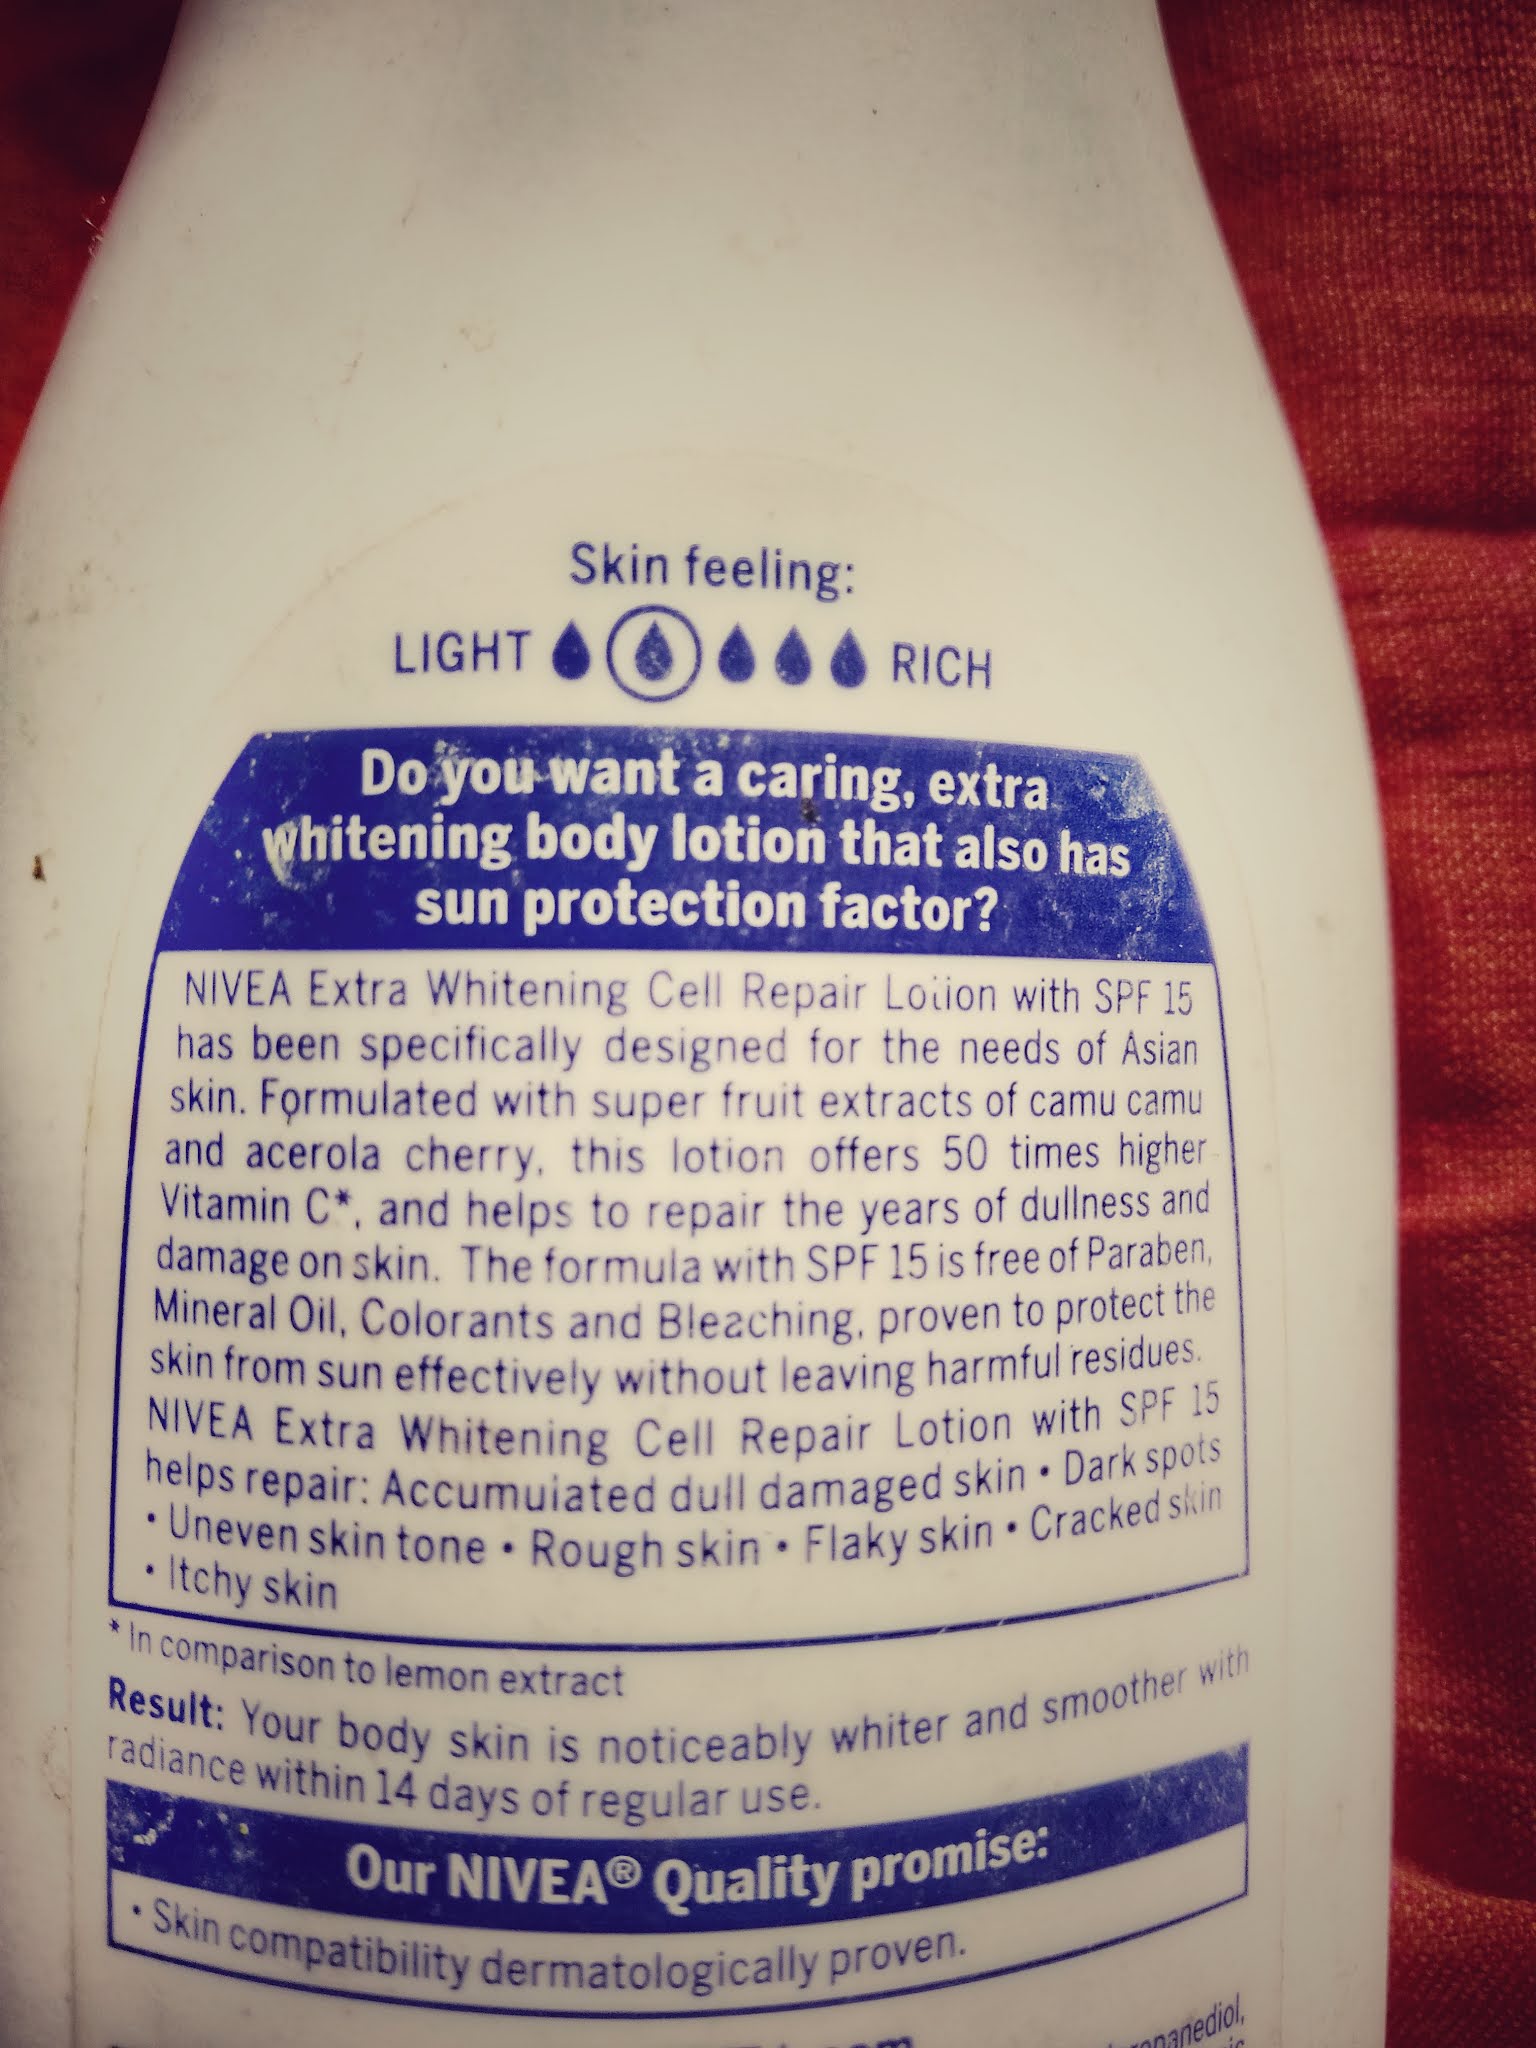 Skin feeling:
LIGHT RICH
Do you want a caring, extra
whitening body lotion that also has
sun protection factor?
NIVEA Extra Whitening Cell Repair Lotion with SPF 15
has been specifically designed for the needs of Asian
skin. Formulated with super fruit extracts of camu camu
and acerola cherry, this lotion offers 50 times higher
Vitamin C*, and helps to repair the years of dullness and
damage on skin. The formula with SPF 15 is free of Paraben,
Mineral Oil, Colorants and Bleaching, proven to protect the
skin from sun effectively without leaving harmful residues.
NIVEA Extra Whitening Cell Repair Lotion with SPF 15
helps repair: Accumulated dull damaged skin • Dark spots
• Uneven skin tone • Rough skin • Flaky skin • Cracked skin
• Itchy skin
* In comparison to lemon extract
Result: Your body skin is noticeably whiter and smoother with
radiance within 14 days of regular use.
Our NIVEA® Quality promise:
• Skin compatibility dermatologically proven.